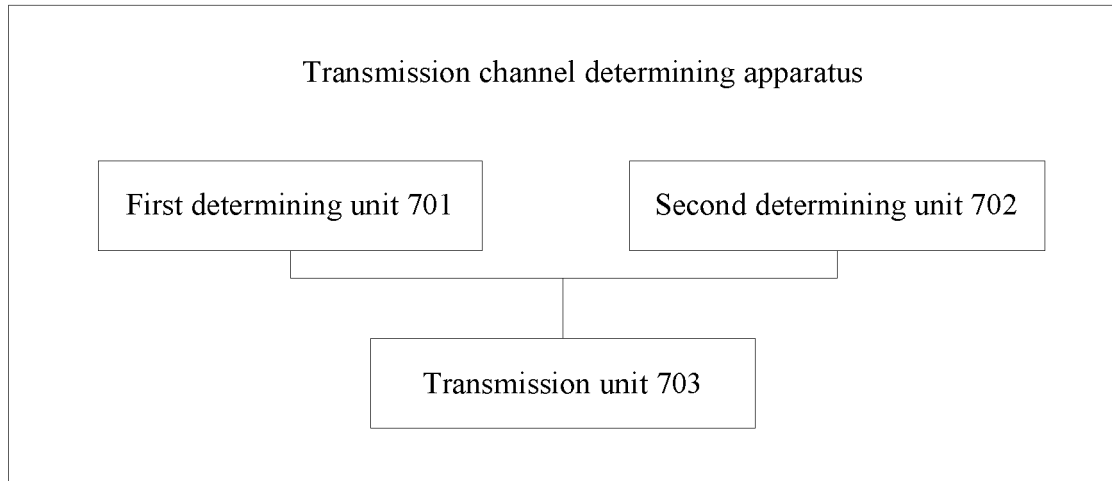 Transmission channel determining apparatus
First determining unit 701
Second determining unit 702
Transmission unit 703